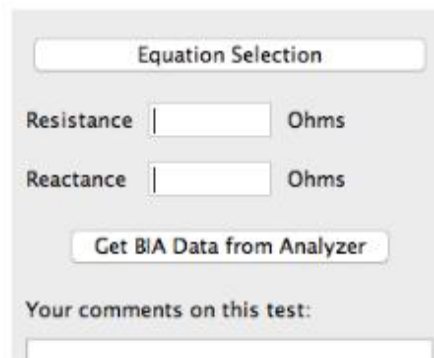 Equation Selection
Resistance Ohms
Reactance Ohms
Get BIA Data from Analyzer
Your comments on this test: